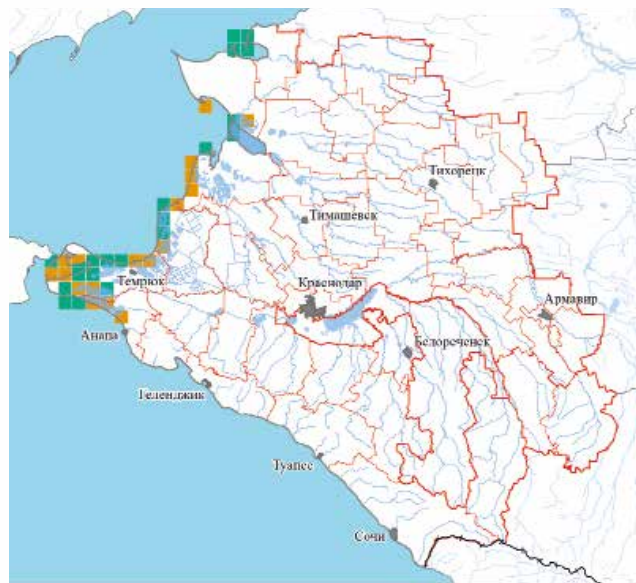 Тихорецк
Тимашевск
Темрюк
Краснодар
Армавир
Анапа
Белореченск
Геленджик
Туапсе
Сочи